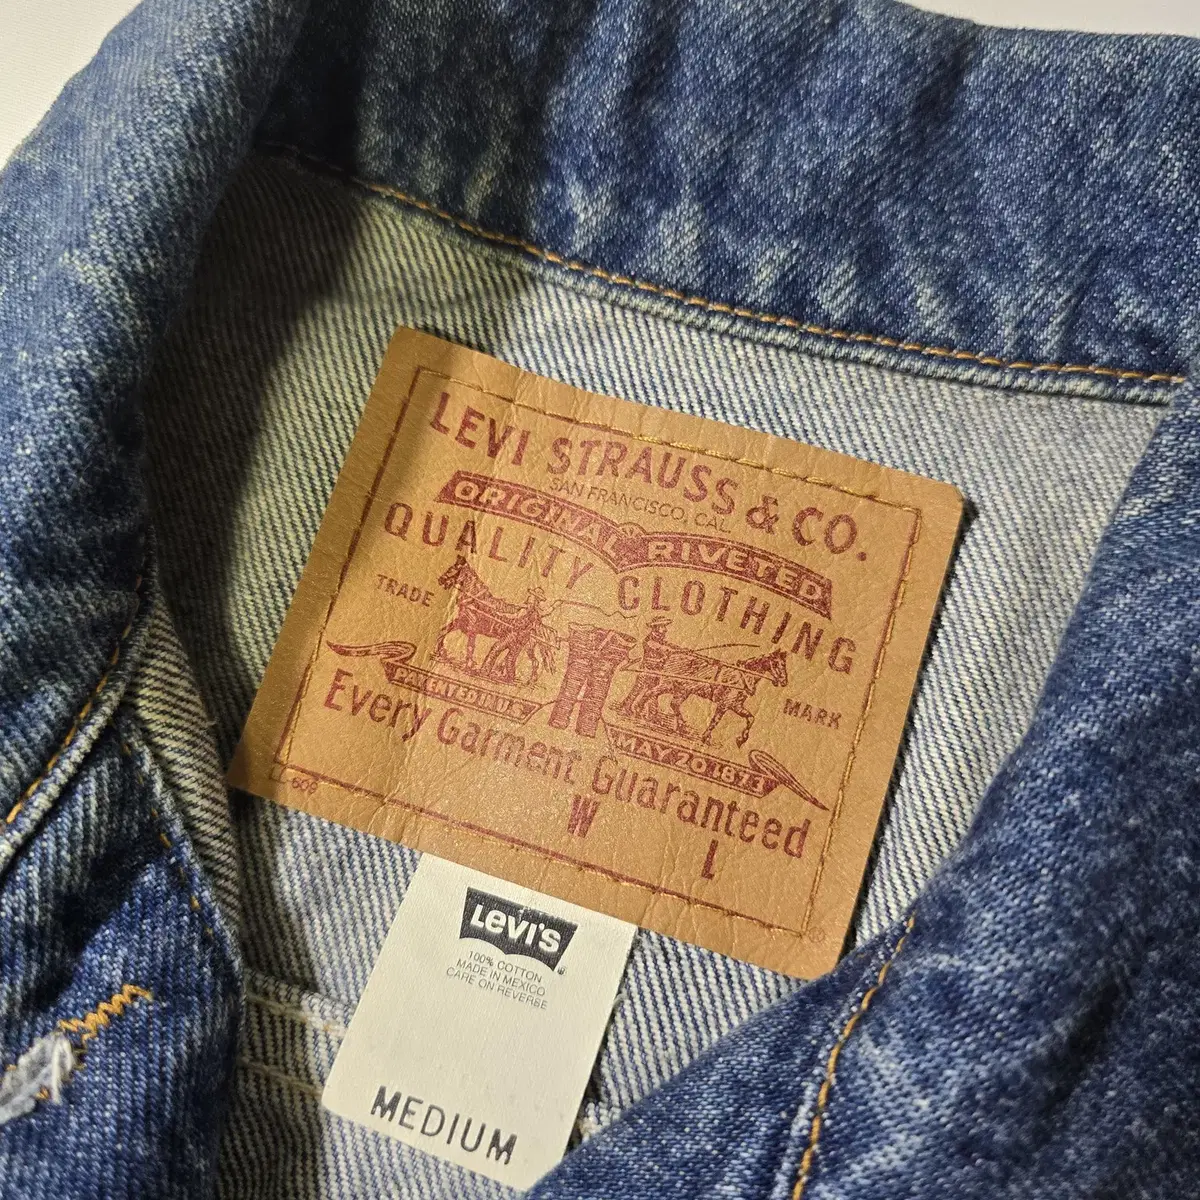 LEVI STRAUSS & CO.
SAN FRANCISCO, CAL.
ORIGINAL RIVETED
QUALITY CLOTHING
TRADE MARK
PATENTED IN U.S. MAY 20 1873
Every Garment Guaranteed
W L
®
Levi's
100% COTTON
MADE IN MEXICO
CARE ON REVERSE
MEDIUM